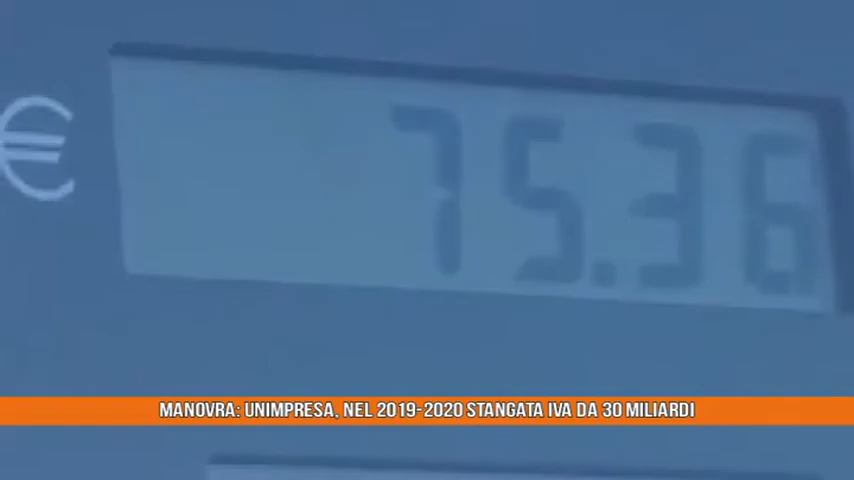 €
75.36
MANOVRA: UNIMPRESA, NEL 2019-2020 STANGATA IVA DA 30 MILIARDI